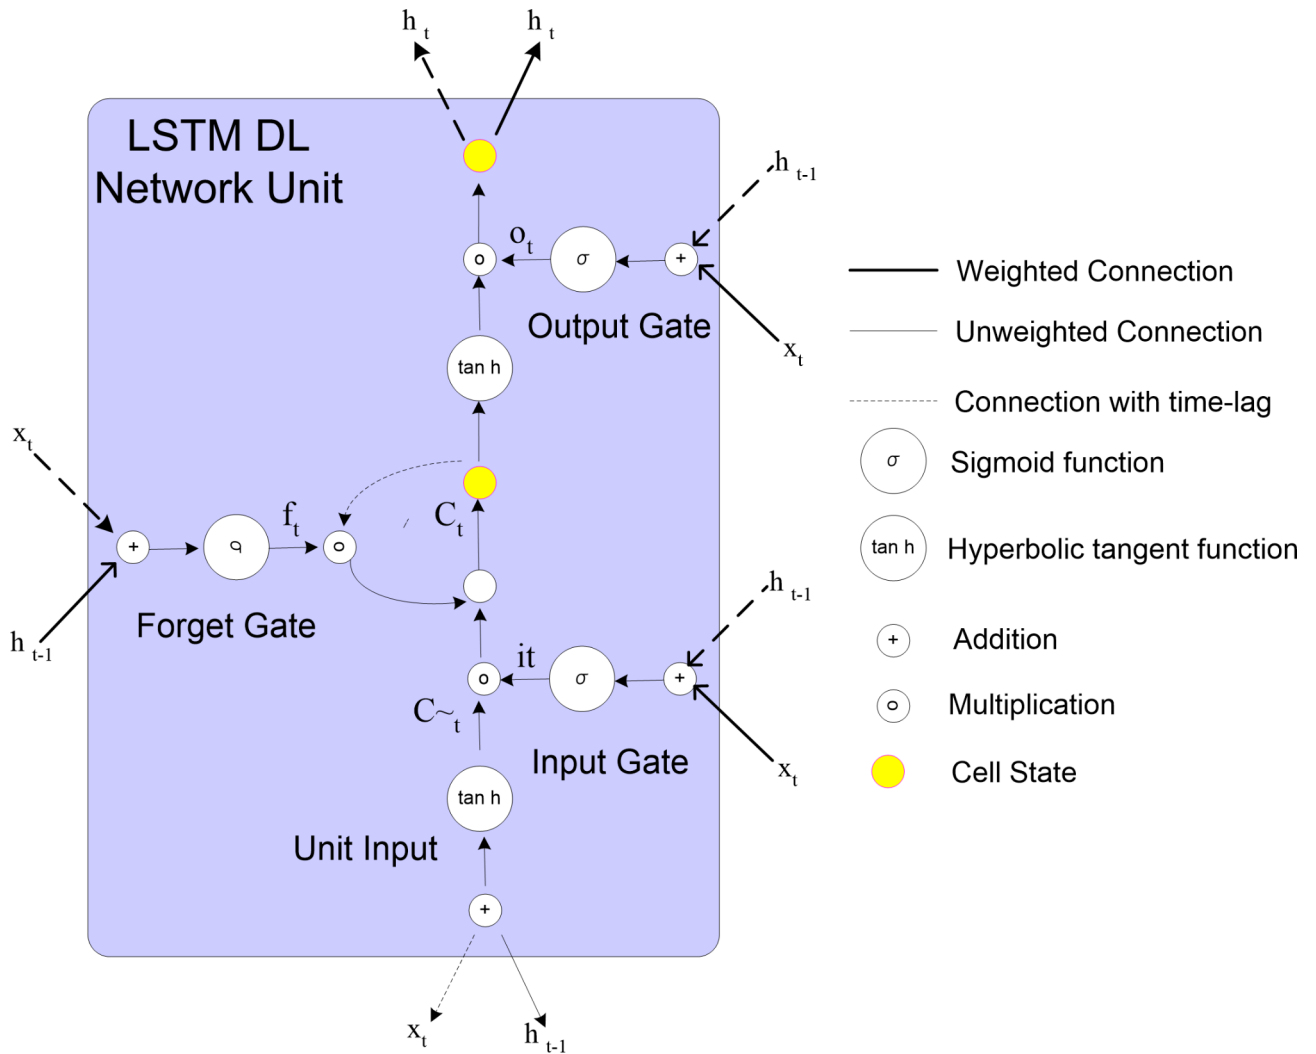 h t
h t
LSTM DL
Network Unit
h t-1
o t
σ
+
o
Output Gate
x t
tan h
x t
C t
f t
+
σ
o
Forget Gate
h t-1
h t-1
it
o
σ
+
C~ t
Input Gate
x t
tan h
Unit Input
+
x t
h t-1
Weighted Connection
Unweighted Connection
Connection with time-lag
σ
Sigmoid function
tan h
Hyperbolic tangent function
+
Addition
o
Multiplication
Cell State